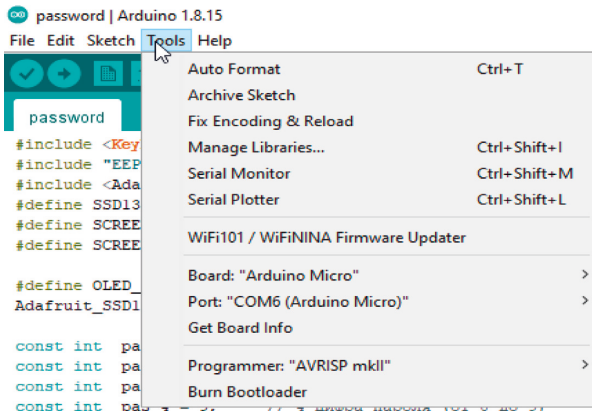 password | Arduino 1.8.15
File Edit Sketch Tools Help
Auto Format Ctrl+T
Archive Sketch
password
Fix Encoding & Reload
#include <Key
Manage Libraries... Ctrl+Shift+I
#include "EEP
Serial Monitor Ctrl+Shift+M
#include <Ada
Serial Plotter Ctrl+Shift+L
#define SSD13
#define SCREE
WiFi101 / WiFiNINA Firmware Updater
#define SCREE
Board: "Arduino Micro"
#define OLED_
Port: "COM6 (Arduino Micro)"
Adafruit_SSD1
Get Board Info
const int pa
Programmer: "AVRISP mkII"
const int pa
Burn Bootloader
const int pa
const int pas